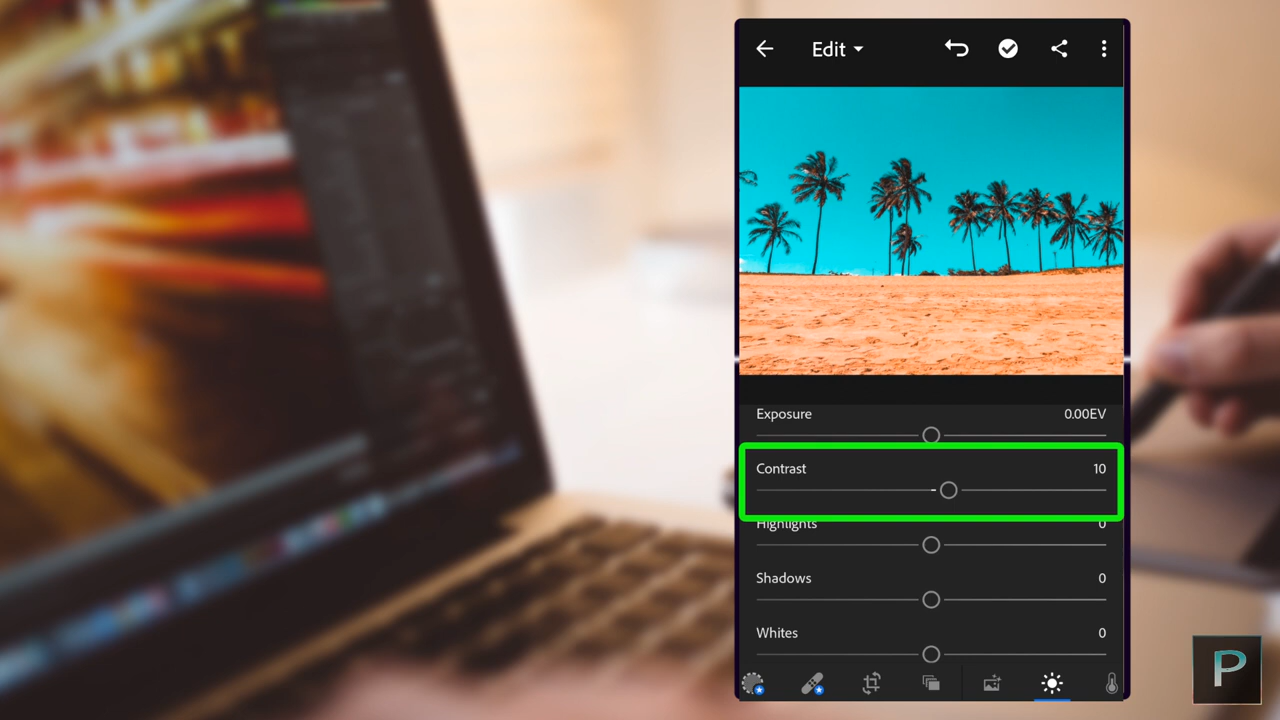 Edit
Exposure 0.00EV
Contrast 10
Highlights 0
Shadows 0
Whites 0
P